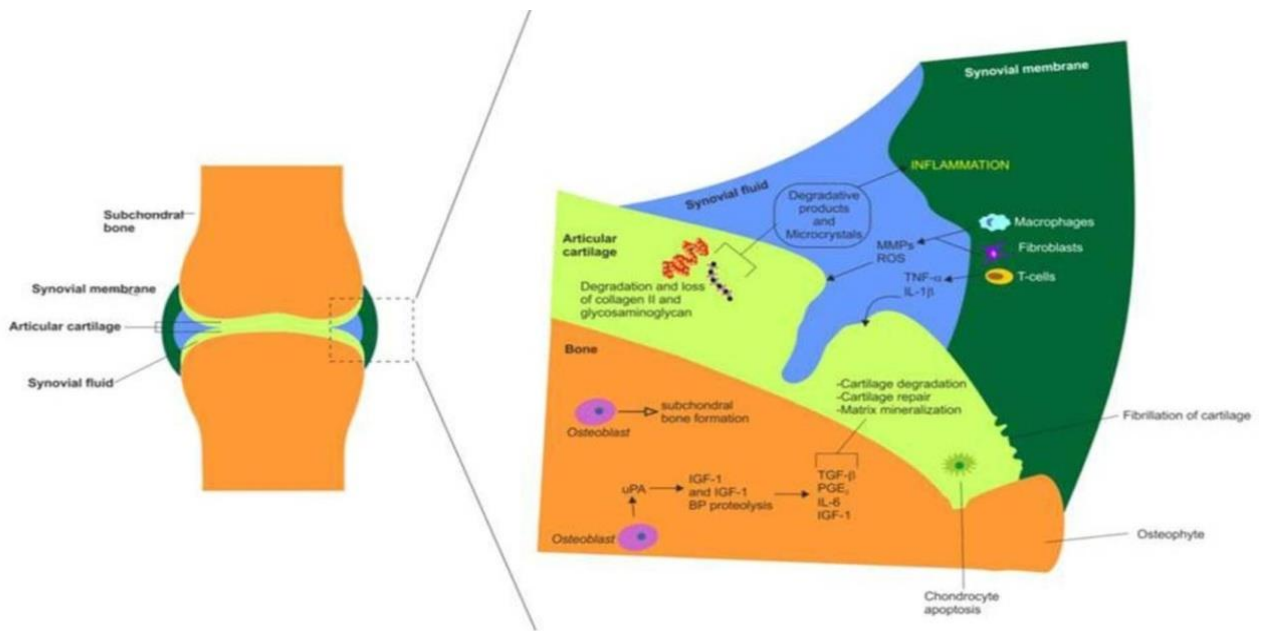 Subchondral
bone
Synovial membrane
Articular cartilage
Synovial fluid
Synovial membrane
INFLAMMATION
Synovial fluid
Degradative
products
and
Microcrystals
Macrophages
Fibroblasts
T-cells
MMPs
ROS
TNF-α
IL-1β
Articular
cartilage
Degradation and loss
of collagen II and
glycosaminoglycan
Bone
-Cartilage degradation
-Cartilage repair
-Matrix mineralization
Osteoblast
subchondral
bone formation
Fibrillation of cartilage
uPA
IGF-1
and IGF-1
BP proteolysis
TGF-β
PGE₂
IL-6
IGF-1
Osteoblast
Osteophyte
Chondrocyte
apoptosis